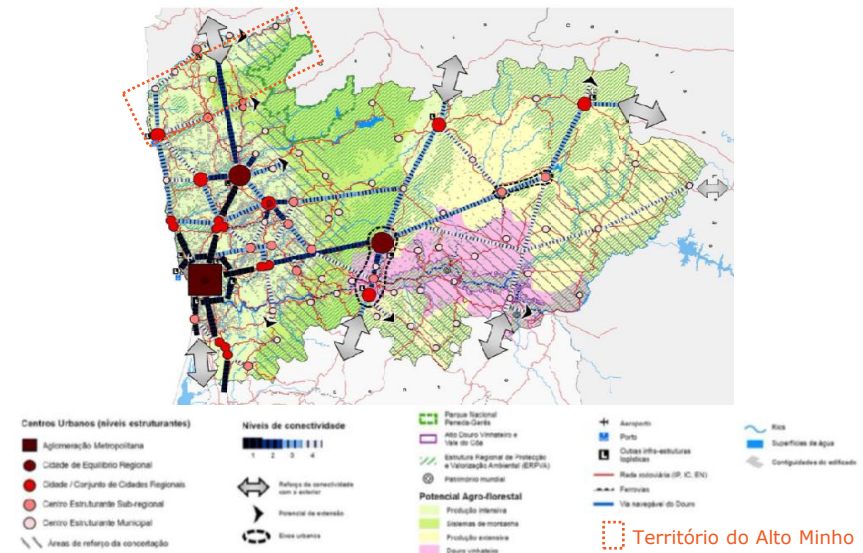 Centros Urbanos (níveis estruturantes)
Aglomeração Metropolitana
Cidade de Equilíbrio Regional
Cidade / Conjunto de Cidades Regionais
Centro Estruturante Sub-regional
Centro Estruturante Municipal
Áreas de reforço da concertação
Níveis de conectividade
1 2 3 4
Reforço da conectividade
com o exterior
Potencial de extensão
Eixos urbanos
Parque Nacional
Peneda-Gerês
Alto Douro Vinhateiro e
Vale do Côa
Estrutura Regional de Protecção
e Valorização Ambiental (ERPVA)
Património mundial
Potencial Agro-florestal
Produção intensiva
Sistemas de montanha
Produção extensiva
Douro vinhateiro
Aeroporto
Porto
Outras infra-estruturas
logísticas
Rede rodoviária (IP, IC, EN)
Ferrovias
Via navegável do Douro
Rios
Superfícies de água
Contiguidades do edificado
Território do Alto Minho